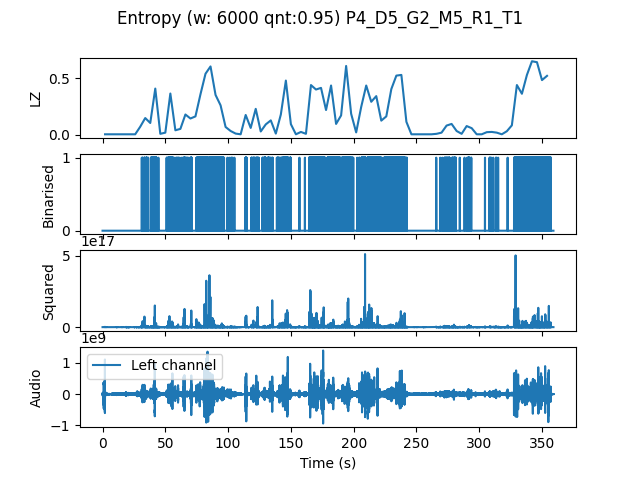 Entropy (w: 6000 qnt:0.95) P4_D5_G2_M5_R1_T1
0.5
0.0
LZ
1
0
Binarised
1e17
5
0
Squared
1e9
1
0
−1
Audio
Left channel
0 50 100 150 200 250 300 350
Time (s)